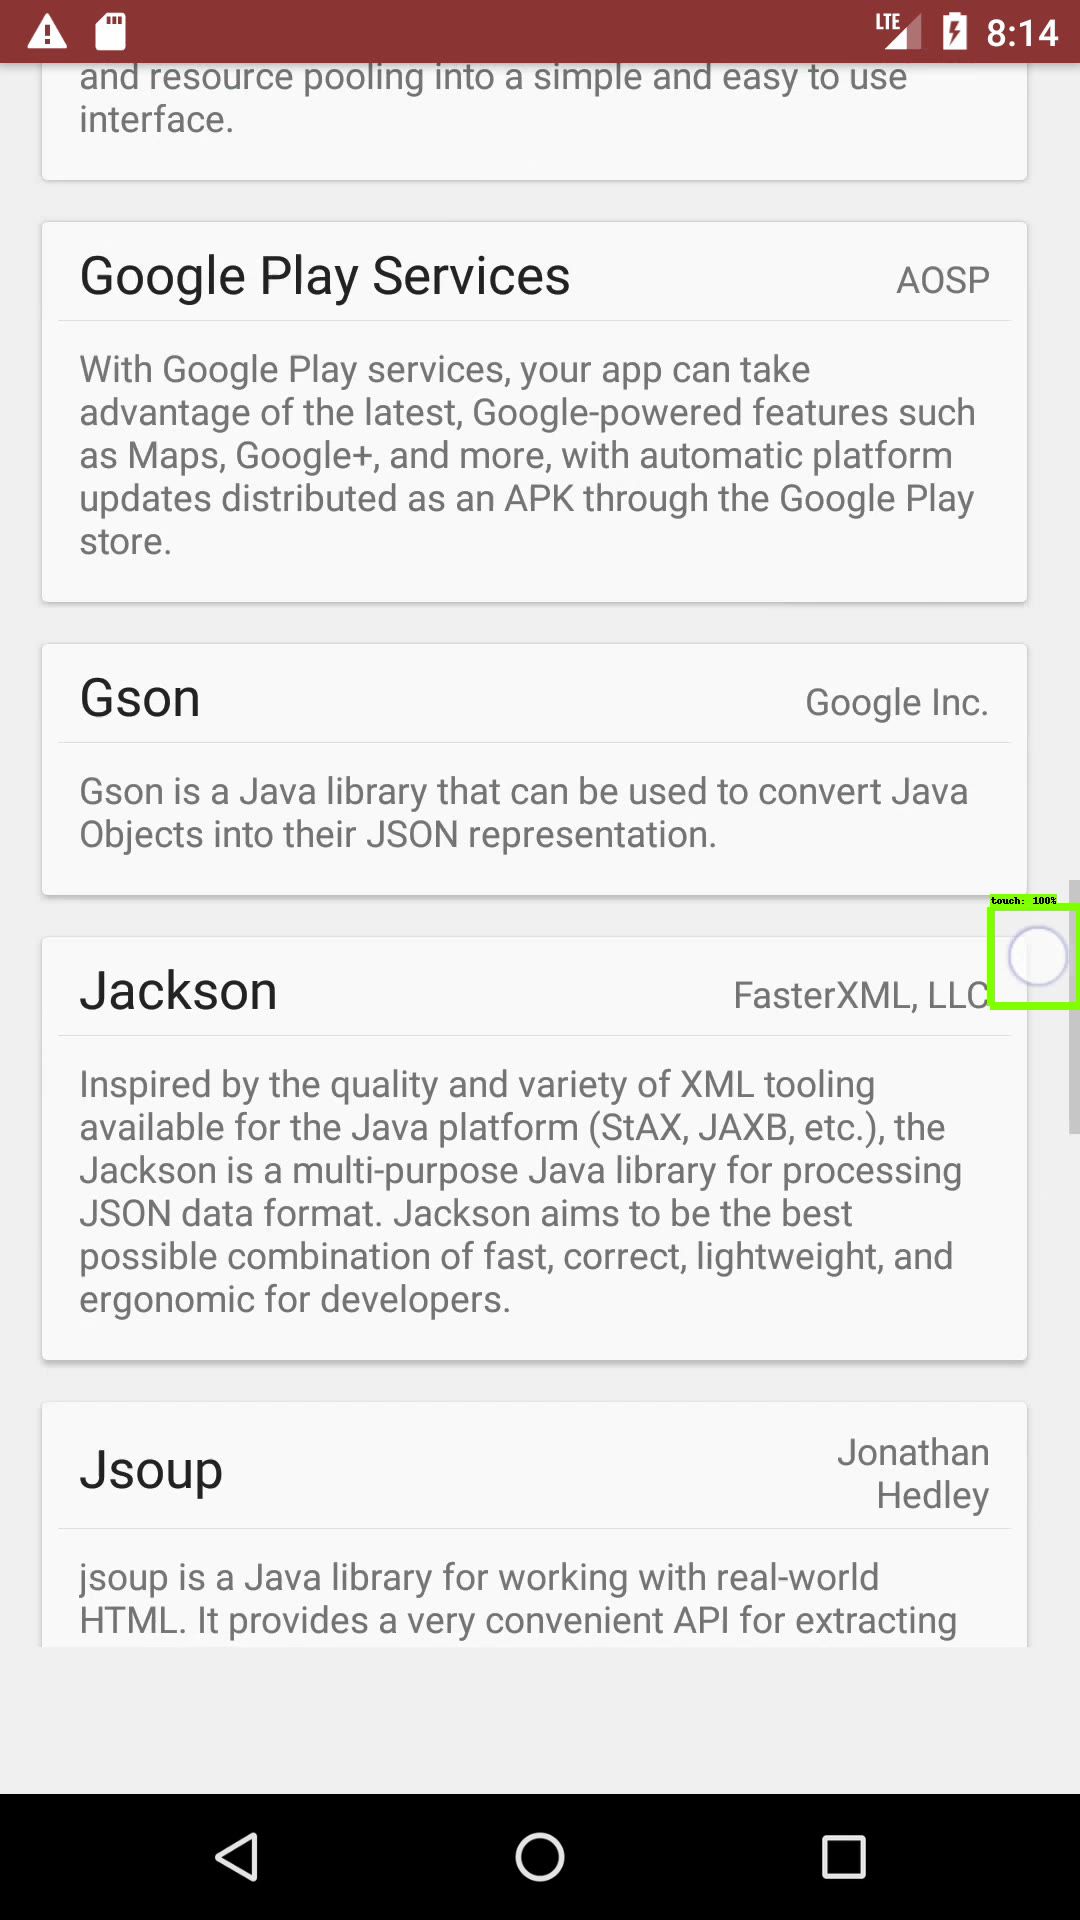 LTE 8:14
and resource pooling into a simple and easy to use
interface.
Google Play Services AOSP
With Google Play services, your app can take
advantage of the latest, Google-powered features such
as Maps, Google+, and more, with automatic platform
updates distributed as an APK through the Google Play
store.
Gson Google Inc.
Gson is a Java library that can be used to convert Java
Objects into their JSON representation.
touch: 100%
Jackson FasterXML, LLC
Inspired by the quality and variety of XML tooling
available for the Java platform (StAX, JAXB, etc.), the
Jackson is a multi-purpose Java library for processing
JSON data format. Jackson aims to be the best
possible combination of fast, correct, lightweight, and
ergonomic for developers.
Jsoup Jonathan
Hedley
jsoup is a Java library for working with real-world
HTML. It provides a very convenient API for extracting